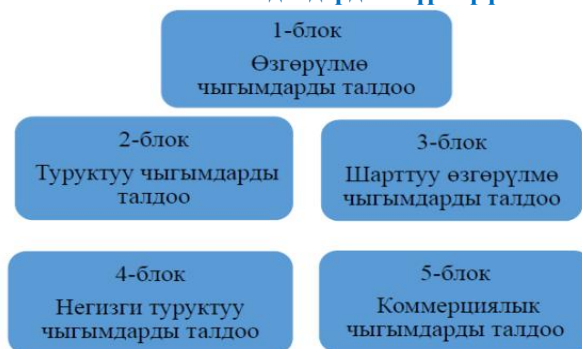 1-блок
Өзгөрүлмө
чыгымдарды талдоо
2-блок
Туруктуу чыгымдарды
талдоо
3-блок
Шарттуу өзгөрүлмө
чыгымдарды талдоо
4-блок
Негизги туруктуу
чыгымдарды талдоо
5-блок
Коммерциялык
чыгымдарды талдоо